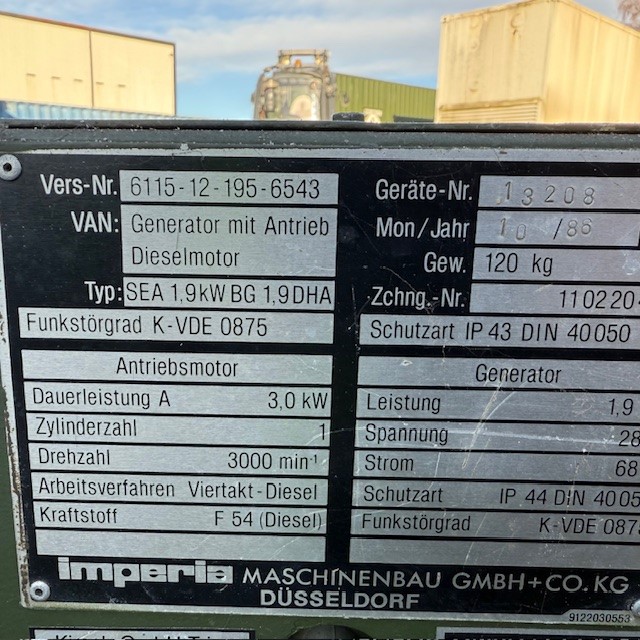 Vers-Nr. 6115-12-195-6543 Geräte-Nr. 13208
VAN: Generator mit Antrieb Mon/Jahr 10 /86
Dieselmotor Gew. 120 kg
Typ: SEA 1,9kW BG 1,9DHA Zchng.-Nr. 110220
Funkstörgrad K-VDE 0875 Schutzart IP 43 DIN 40050
Antriebsmotor Generator
Dauerleistung A 3,0 kW Leistung 1,9
Zylinderzahl 1 Spannung 28
Drehzahl 3000 min-¹ Strom 68
Arbeitsverfahren Viertakt-Diesel Schutzart IP 44 DIN 4005
Kraftstoff F 54 (Diesel) Funkstörgrad K-VDE 087
imperia MASCHINENBAU GMBH+CO.KG
DÜSSELDORF
9122030553